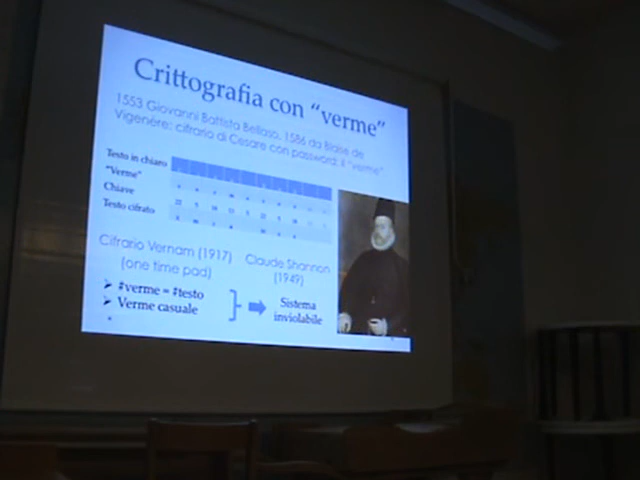 Crittografia con “verme”
1553 Giovanni Battista Bellaso, 1586 da Blaise de
Vigenére: cifrario di Cesare con password: il “verme”
Testo in chiaro
“Verme”
Chiave
Testo cifrato
Cifrario Vernam (1917)
(one time pad)
Claude Shannon
(1949)
➤ #verme = #testo
➤ Verme casuale
Sistema
inviolabile